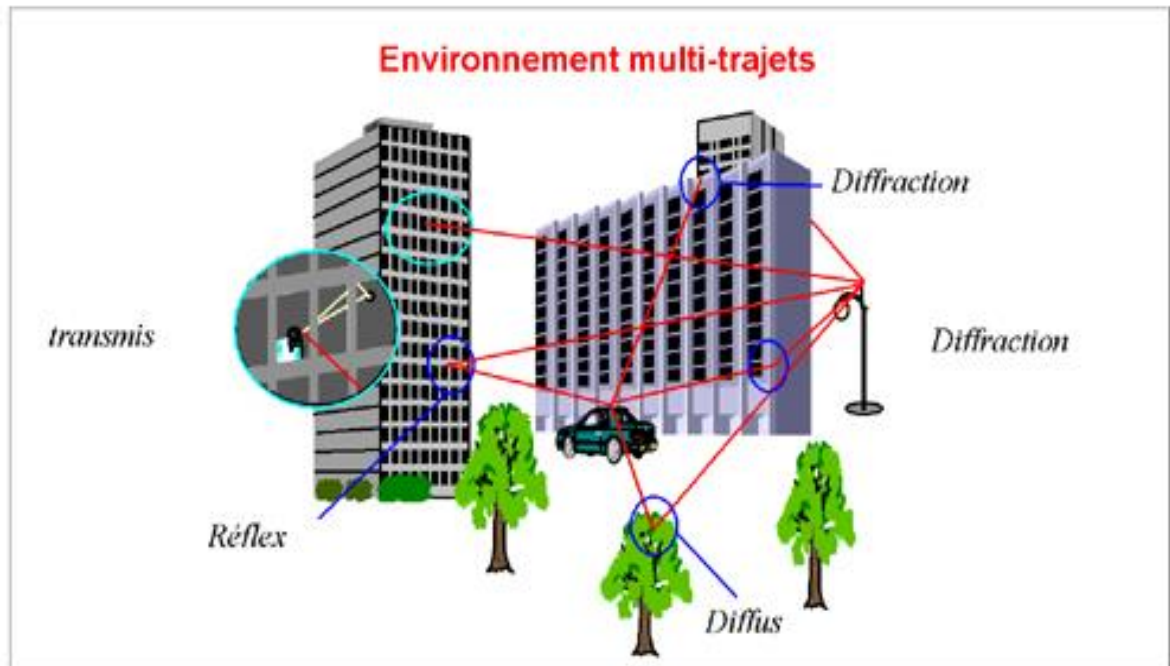 Environnement multi-trajets
Diffraction
transmis
Diffraction
Réflex
Diffus